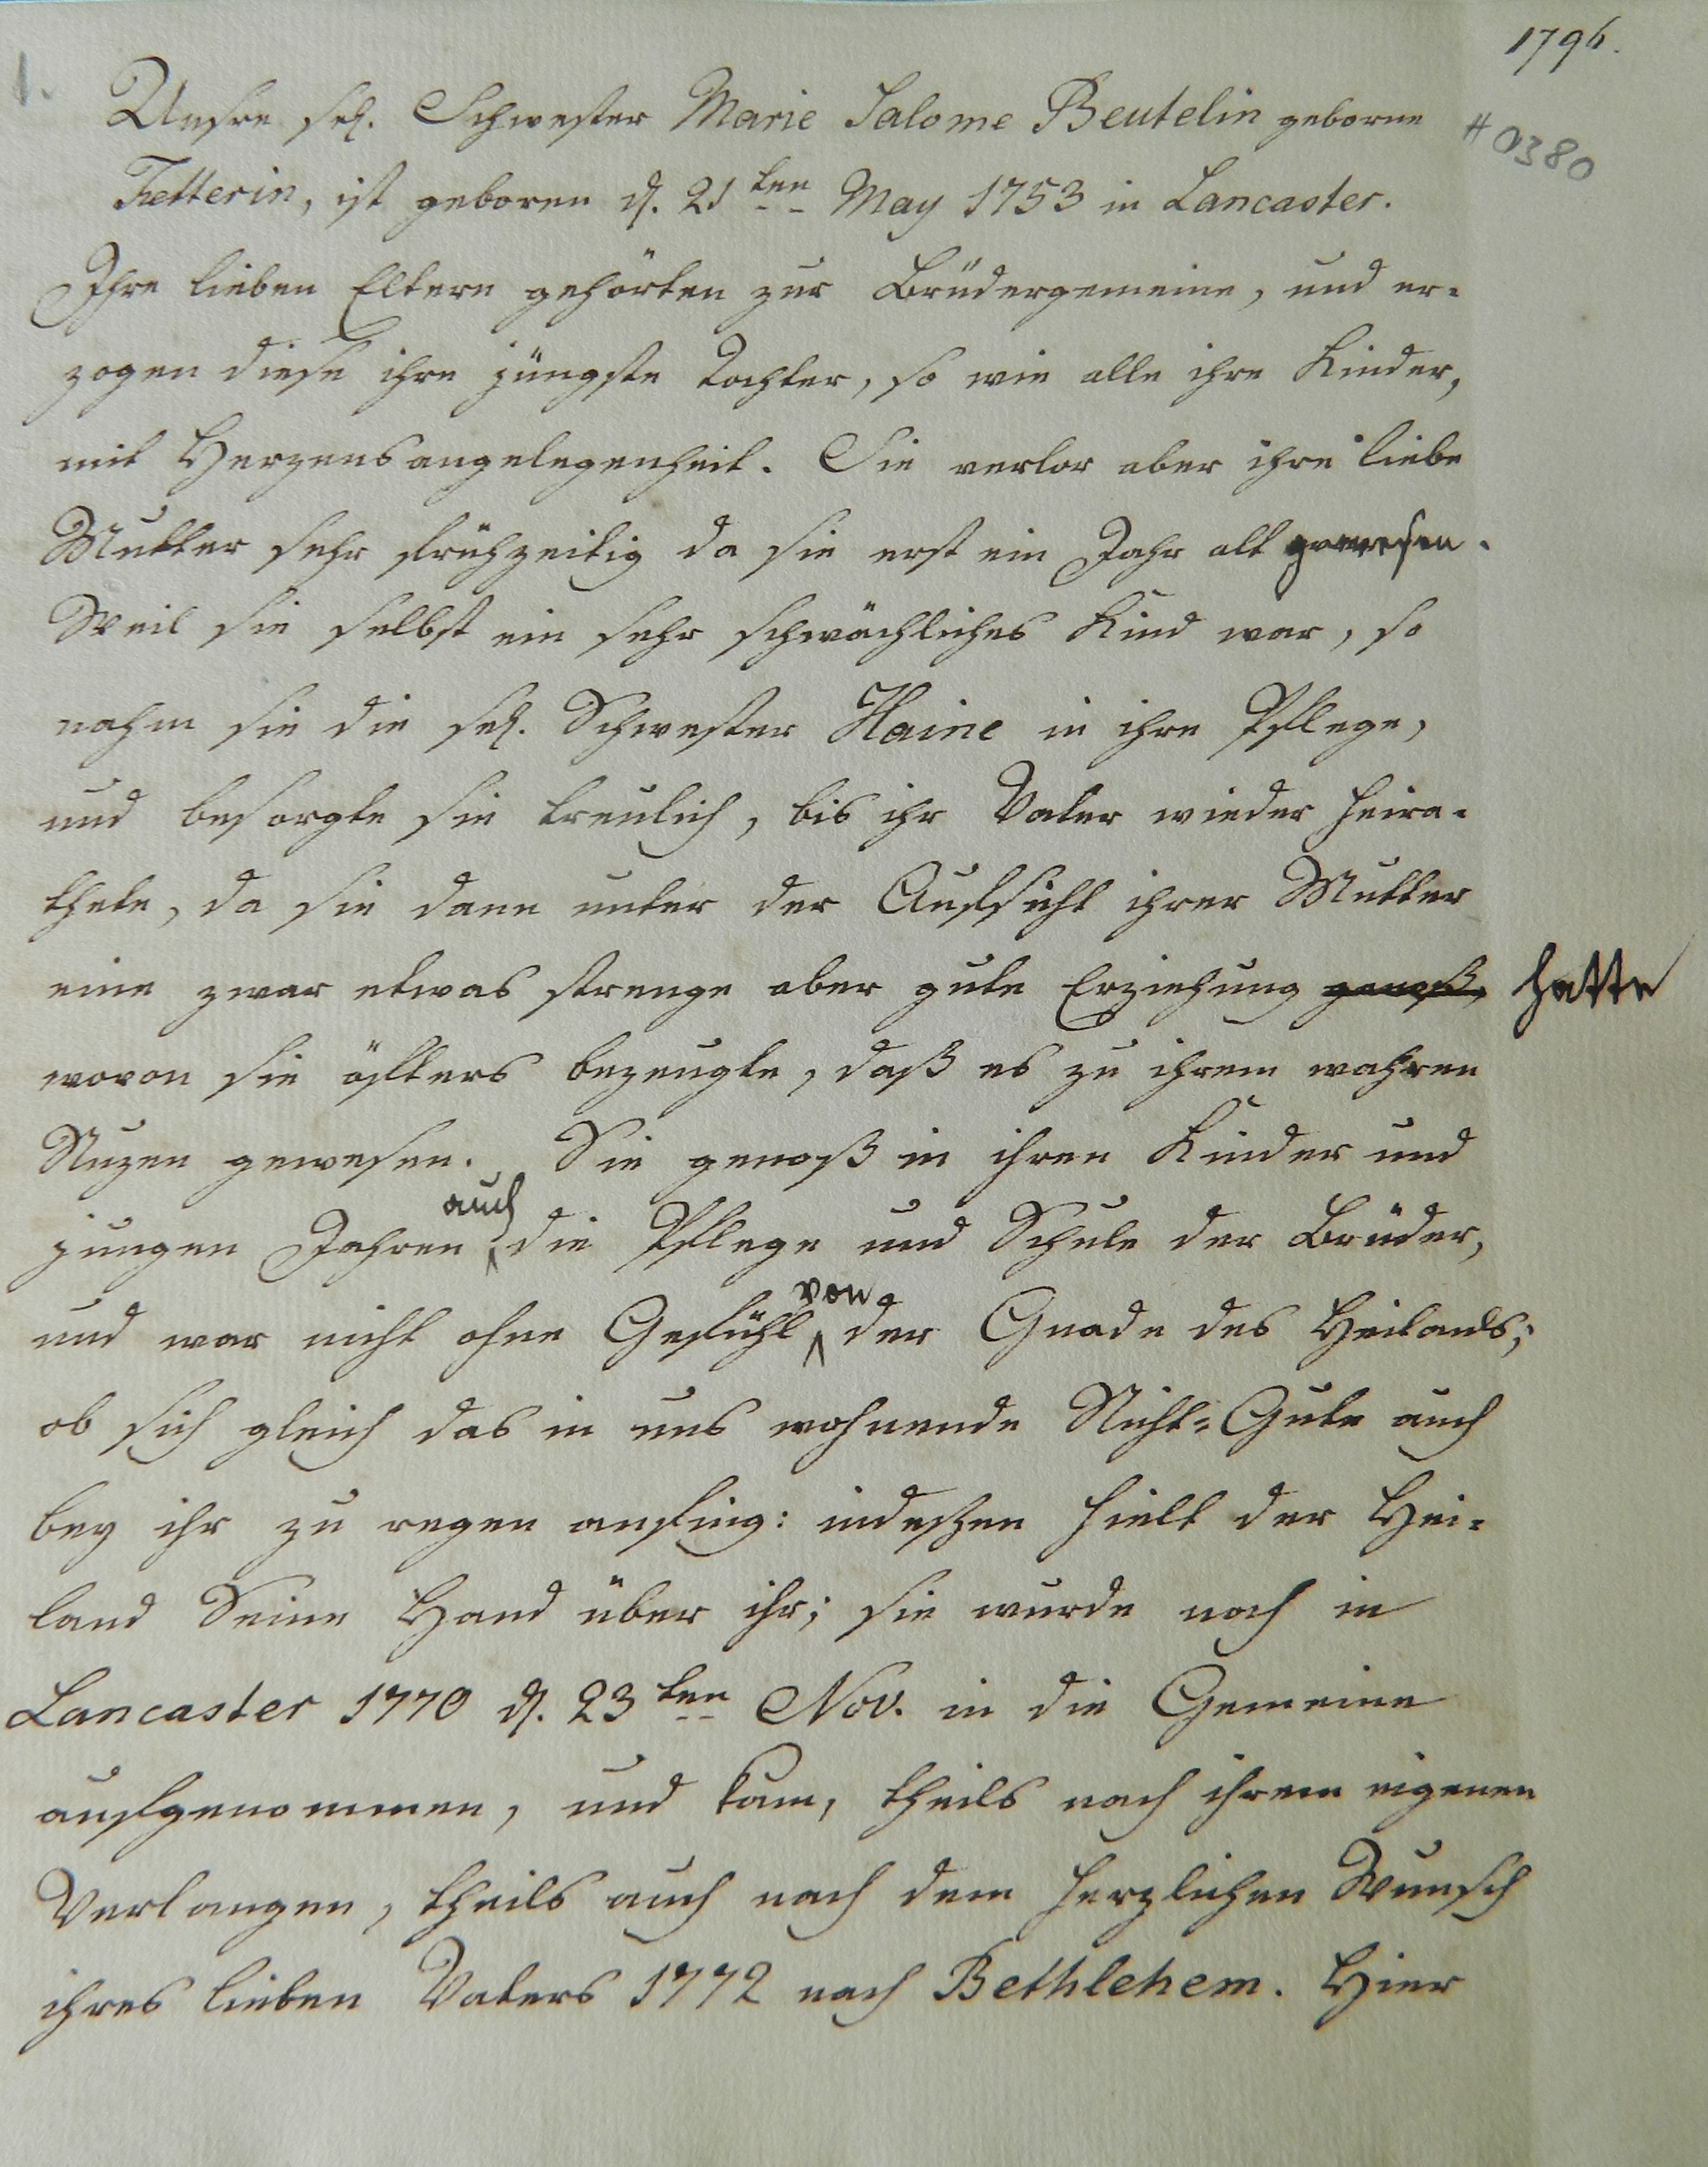 1796.
1.
#0380
Unsre sel. Schwester Marie Salome Beutelin geborne
Fetterin, ist geboren d. 21ten May 1753 in Lancaster.
Ihre lieben Eltern gehörten zur Brüdergemeine, und er-
zogen diese ihre jüngste Tochter, so wie alle ihre Kinder,
mit Herzensangelegenheit. Sie verlor aber ihre liebe
Mutter sehr frühzeitig da sie erst ein Jahr alt gewesen.
Weil sie selbst ein sehr schwächliches Kind war, so
nahm sie die sel. Schwester Haine in ihre Pflege,
und besorgte sie treulich, bis ihr Vater wieder heira-
thete, da sie dann unter der Aufsicht ihrer Mutter
eine zwar etwas strenge aber gute Erziehung genoß, hatte
wovon sie öfters bezeugte, daß es zu ihrem wahren
Nuzen gewesen. Sie genoß in ihren Kinder und
jungen Jahren auch die Pflege und Schule der Brüder,
und war nicht ohne Gefühl von der Gnade des Heilands;
ob sich gleich das in uns wohnende Nicht-Gute auch
bey ihr zu regen anfing: indeßen hielt der Hei-
land Seine Hand über ihr; sie wurde noch in
Lancaster 1770 d. 23ten Nov. in die Gemeine
aufgenommen, und kam, theils nach ihrem eigenen
Verlangen, theils auch nach dem herzlichen Wunsch
ihres lieben Vaters 1772 nach Bethlehem. Hier